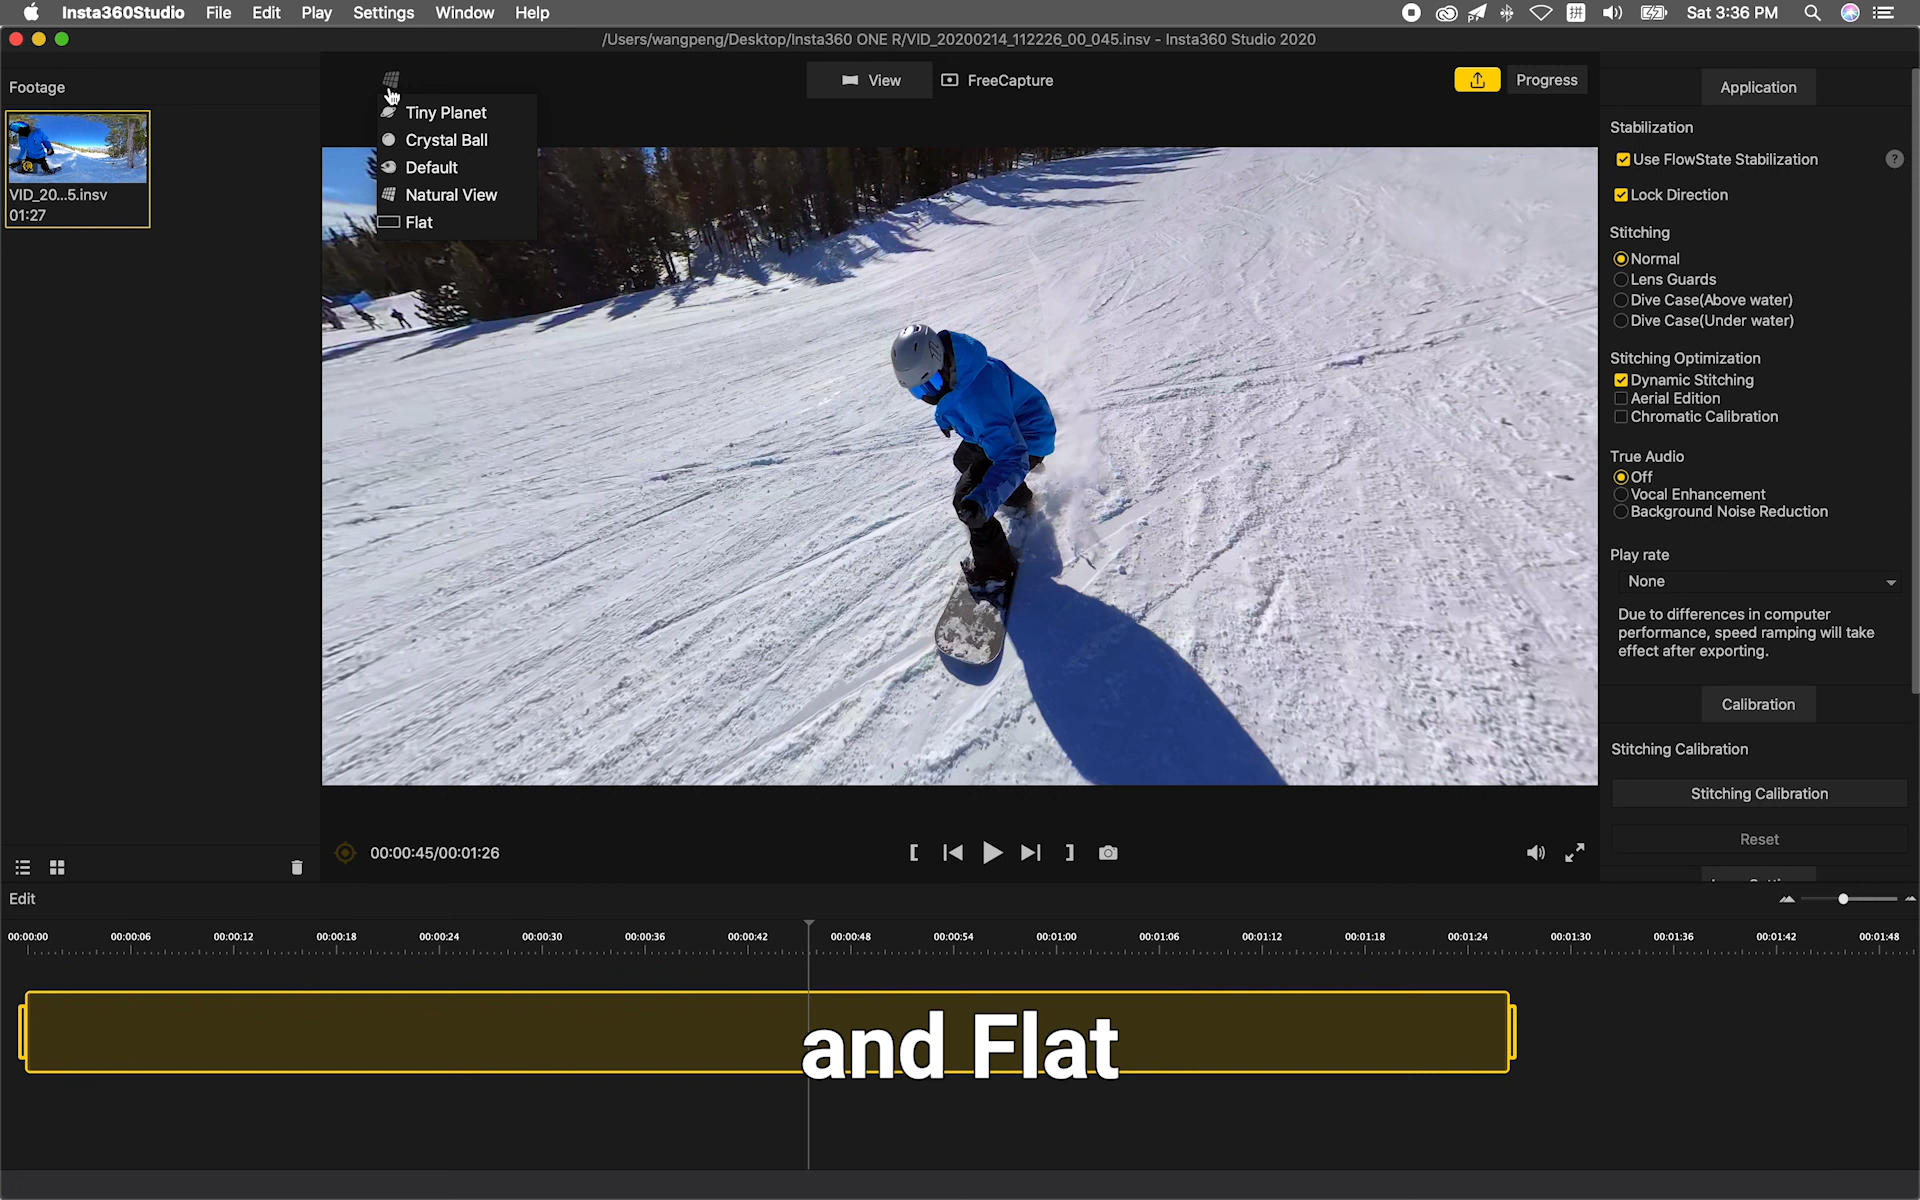 Insta360Studio File Edit Play Settings Window Help
拼 Sat 3:36 PM
/Users/wangpeng/Desktop/Insta360 ONE R/VID_20200214_112226_00_045.insv - Insta360 Studio 2020
Footage
VID_20...5.insv
01:27
View
FreeCapture
Progress
Tiny Planet
Crystal Ball
Default
Natural View
Flat
Application
Stabilization
Use FlowState Stabilization ?
Lock Direction
Stitching
Normal
Lens Guards
Dive Case(Above water)
Dive Case(Under water)
Stitching Optimization
Dynamic Stitching
Aerial Edition
Chromatic Calibration
True Audio
Off
Vocal Enhancement
Background Noise Reduction
Play rate
None
Due to differences in computer
performance, speed ramping will take
effect after exporting.
Calibration
Stitching Calibration
Stitching Calibration
Reset
00:00:45/00:01:26
Edit
00:00:00 00:00:06 00:00:12 00:00:18 00:00:24 00:00:30 00:00:36 00:00:42 00:00:48 00:00:54 00:01:00 00:01:06 00:01:12 00:01:18 00:01:24 00:01:30 00:01:36 00:01:42 00:01:48
and Flat